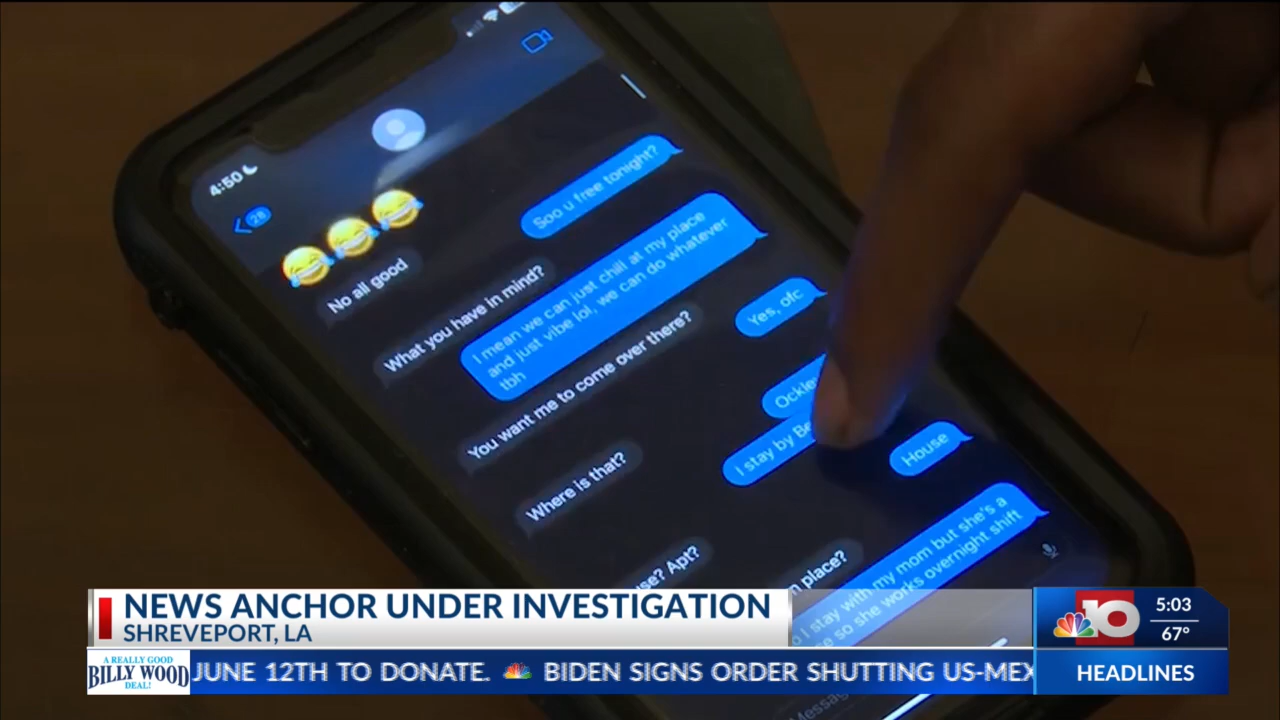 4:50
28
Soo u free tonight?
No all good
What you have in mind?
I mean we can just chill at my place
and just vibe lol, we can do whatever
tbh
You want me to come over there?
Yes, ofc
Where is that?
I stay by
House
Apt?
place?
I stay with my mom but she's a
so she works overnight shift
NEWS ANCHOR UNDER INVESTIGATION
SHREVEPORT, LA
10
5:03
67°
HEADLINES
A REALLY GOOD
BILLY WOOD
DEAL!
JUNE 12TH TO DONATE.
BIDEN SIGNS ORDER SHUTTING